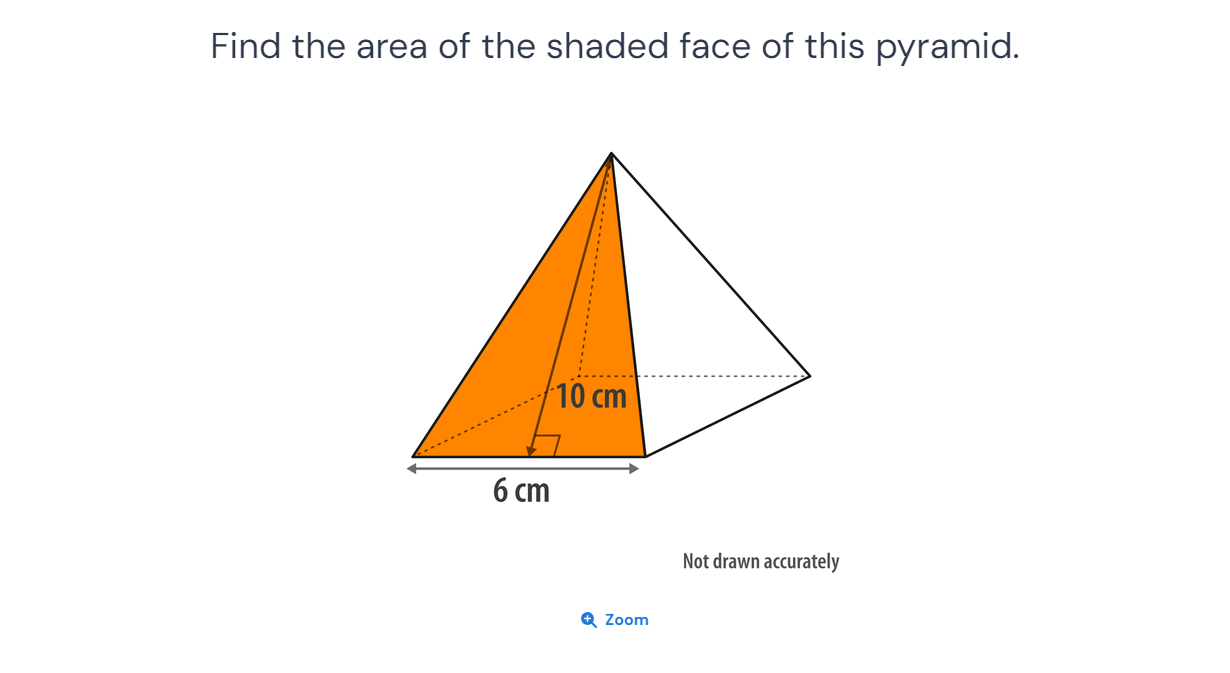 Find the area of the shaded face of this pyramid.
10 cm
6 cm
Not drawn accurately
Zoom